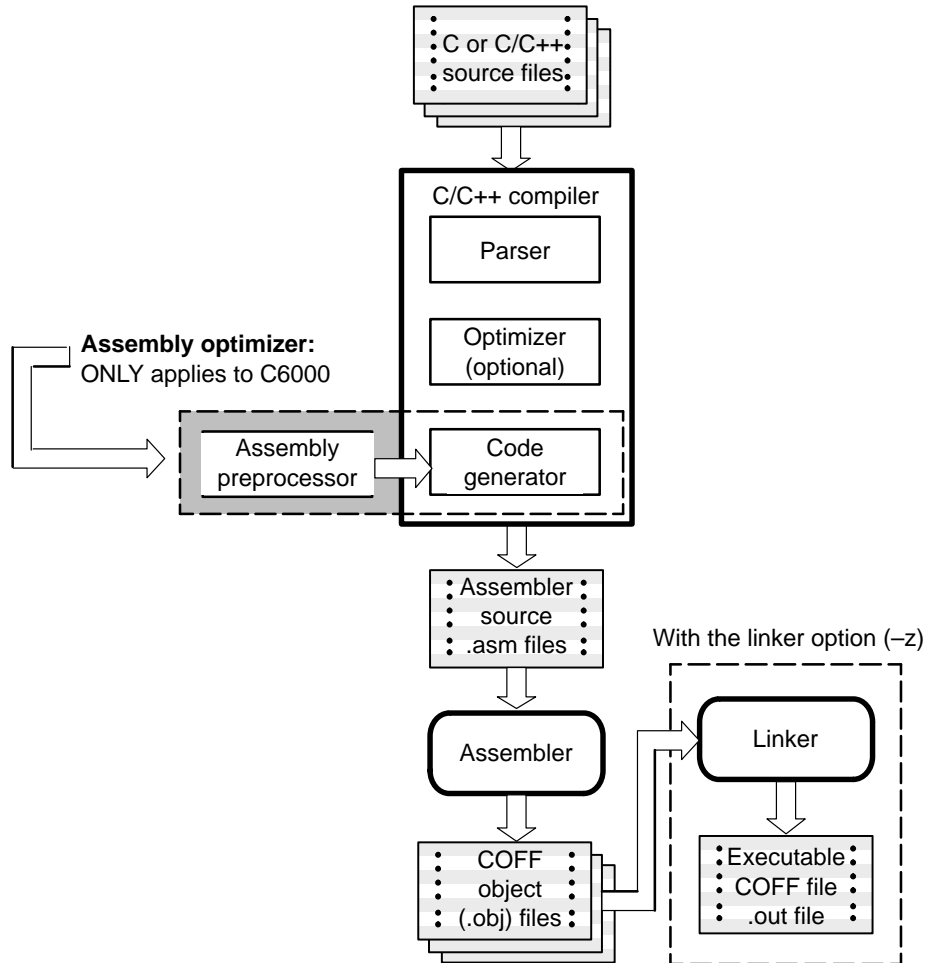 C or C/C++
source files
C/C++ compiler
Parser
Optimizer
(optional)
Assembly optimizer:
ONLY applies to C6000
Assembly
preprocessor
Code
generator
Assembler
source
.asm files
With the linker option (–z)
Assembler
Linker
COFF
object
(.obj) files
Executable
COFF file
.out file